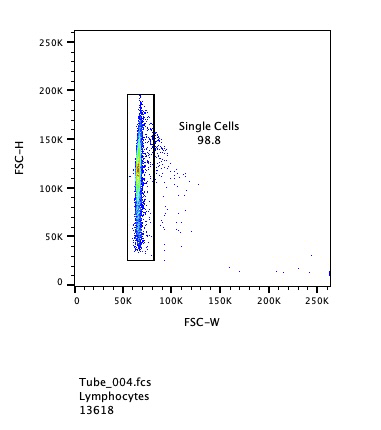 250K
200K
150K
100K
50K
0
FSC-H
Single Cells
98.8
0 50K 100K 150K 200K 250K
FSC-W
Tube_004.fcs
Lymphocytes
13618